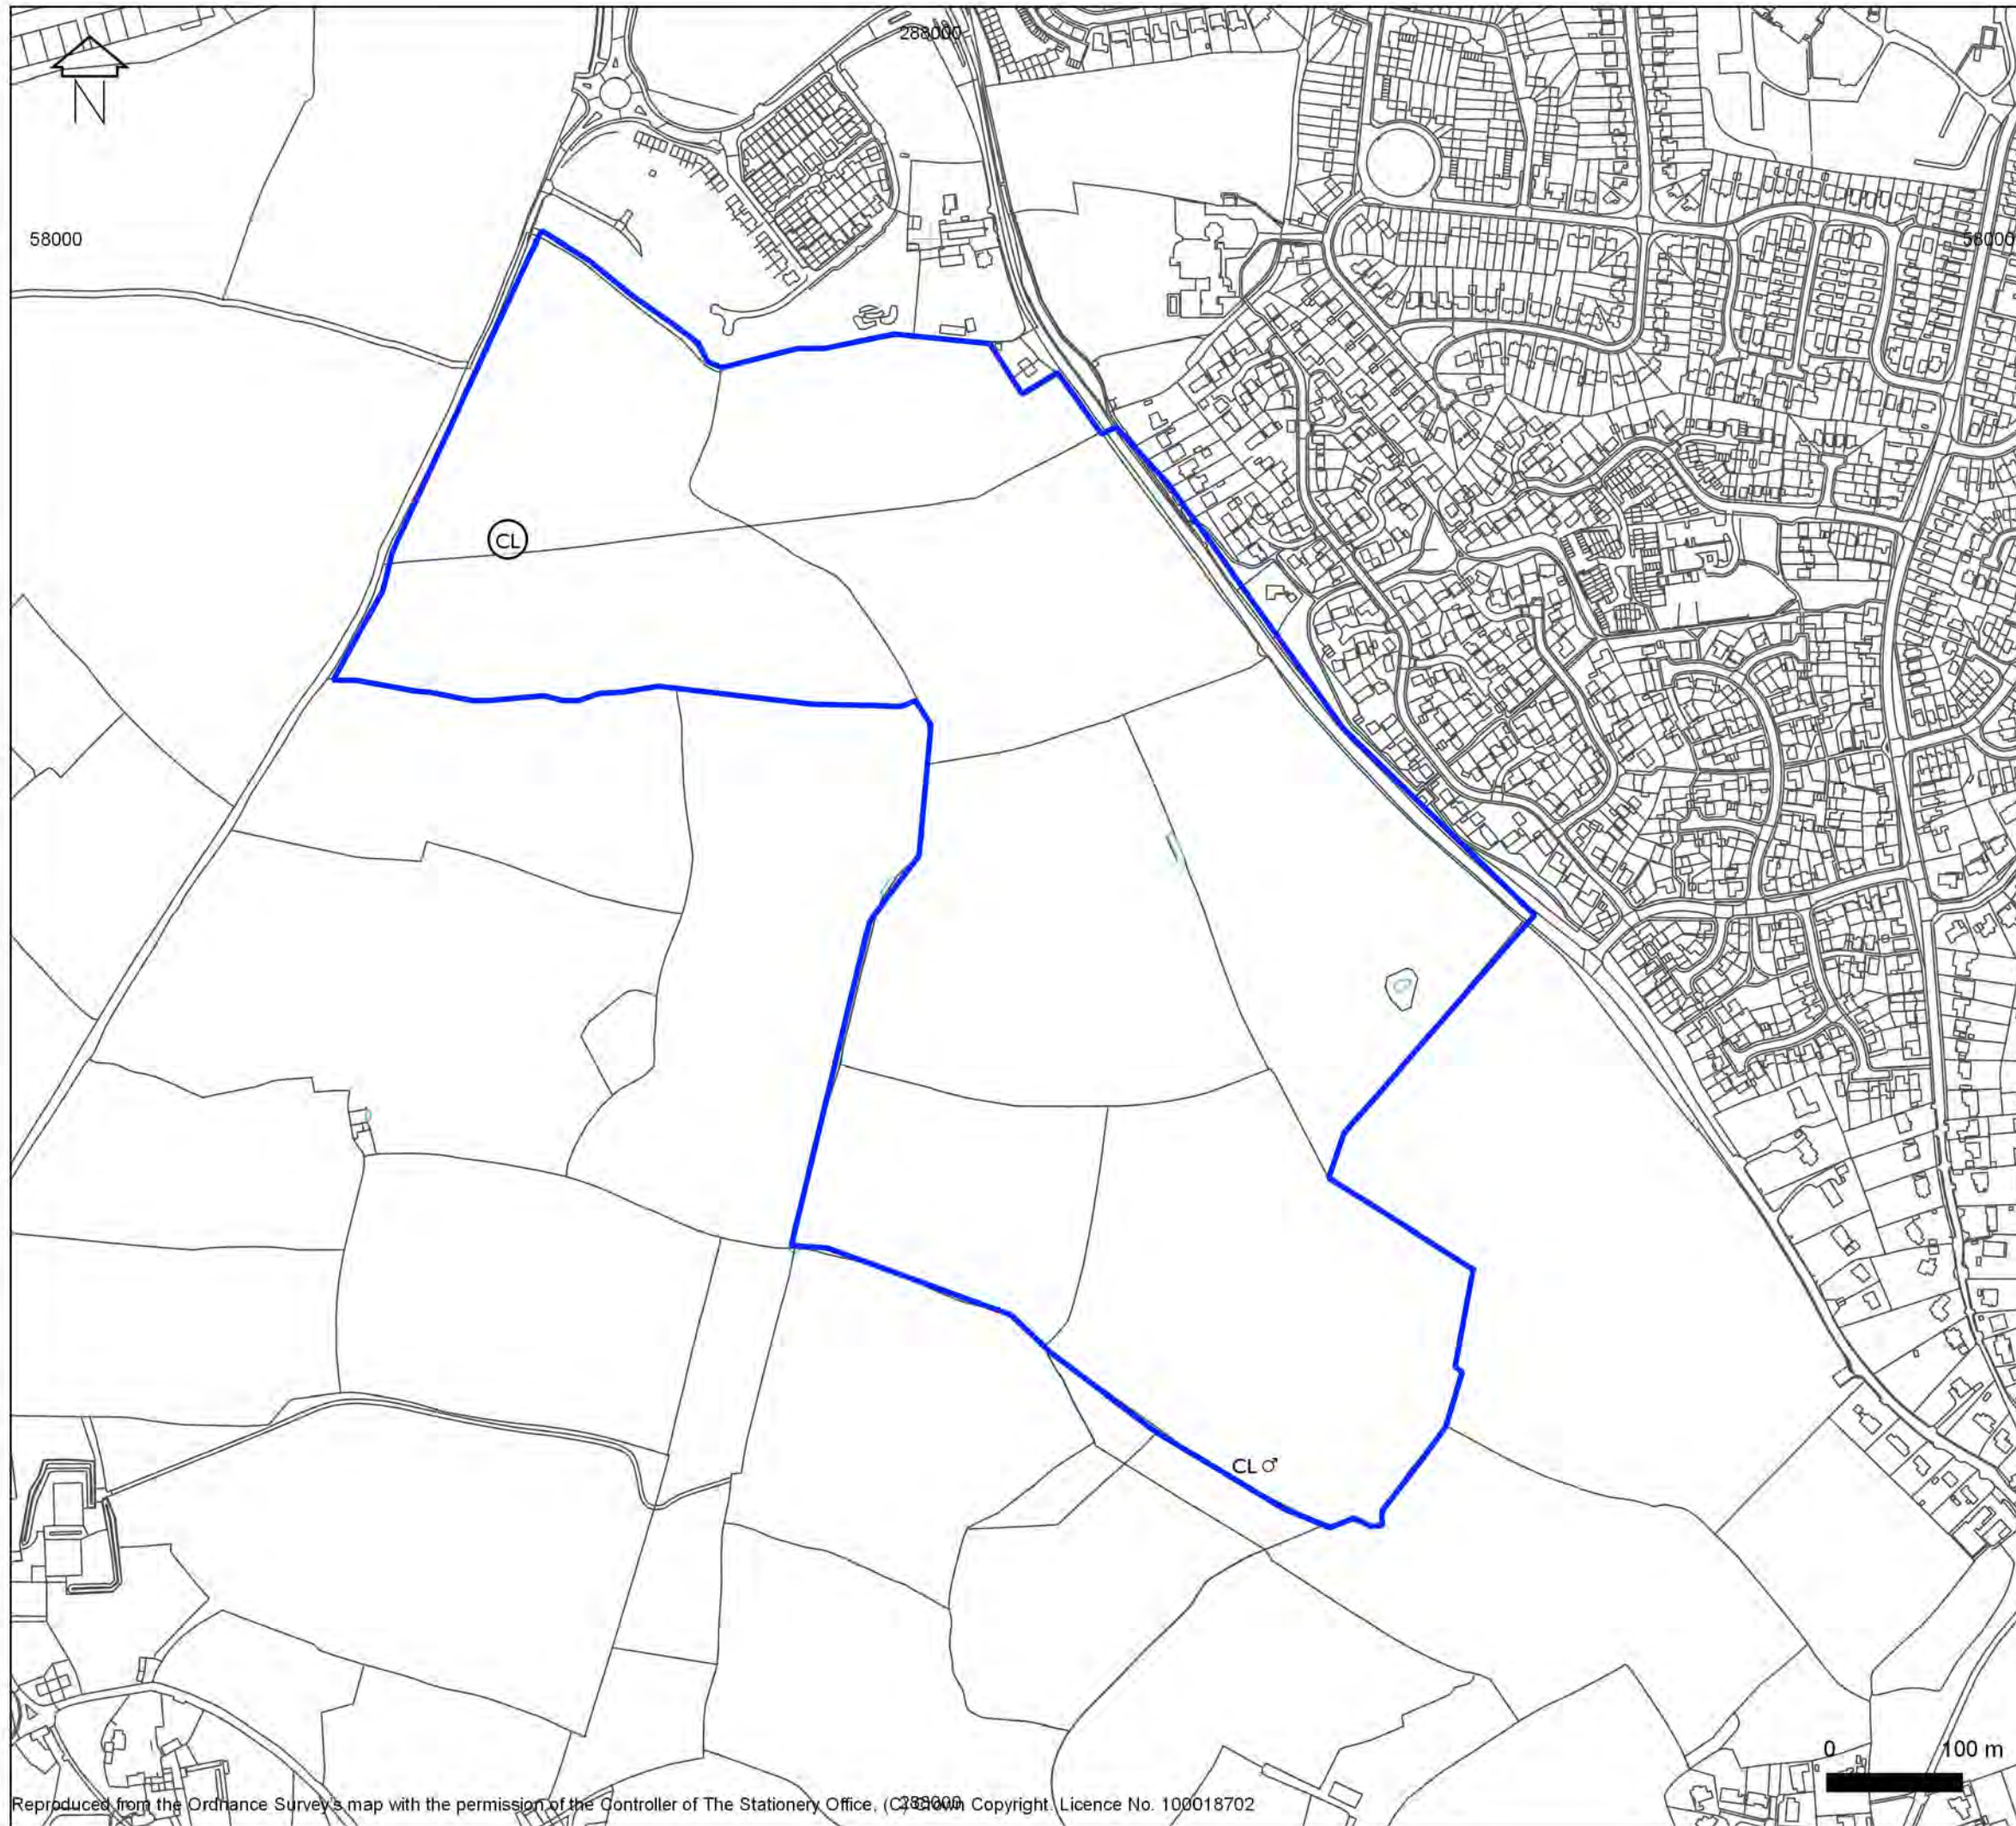 288000
N
58000
58000
CL
CL♂
0 100 m
Reproduced from the Ordnance Survey's map with the permission of the Controller of The Stationery Office, (C) Crown Copyright. Licence No. 100018702
288000